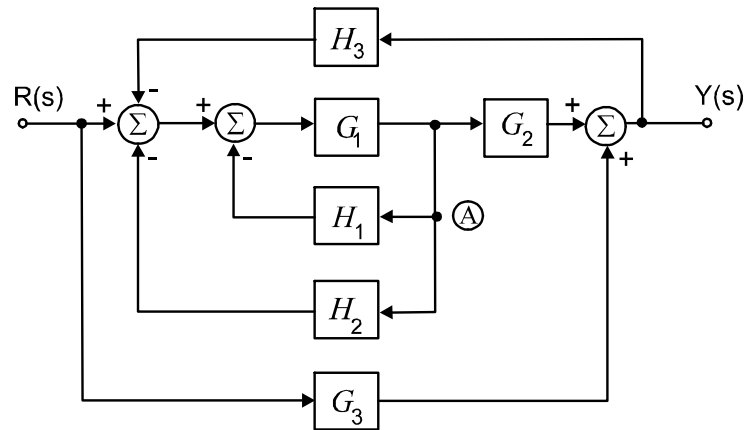 H3
-
R(s)
+
Σ
+
Σ
G1
G2
+
Σ
Y(s)
-
-
+
H1
A
H2
G3